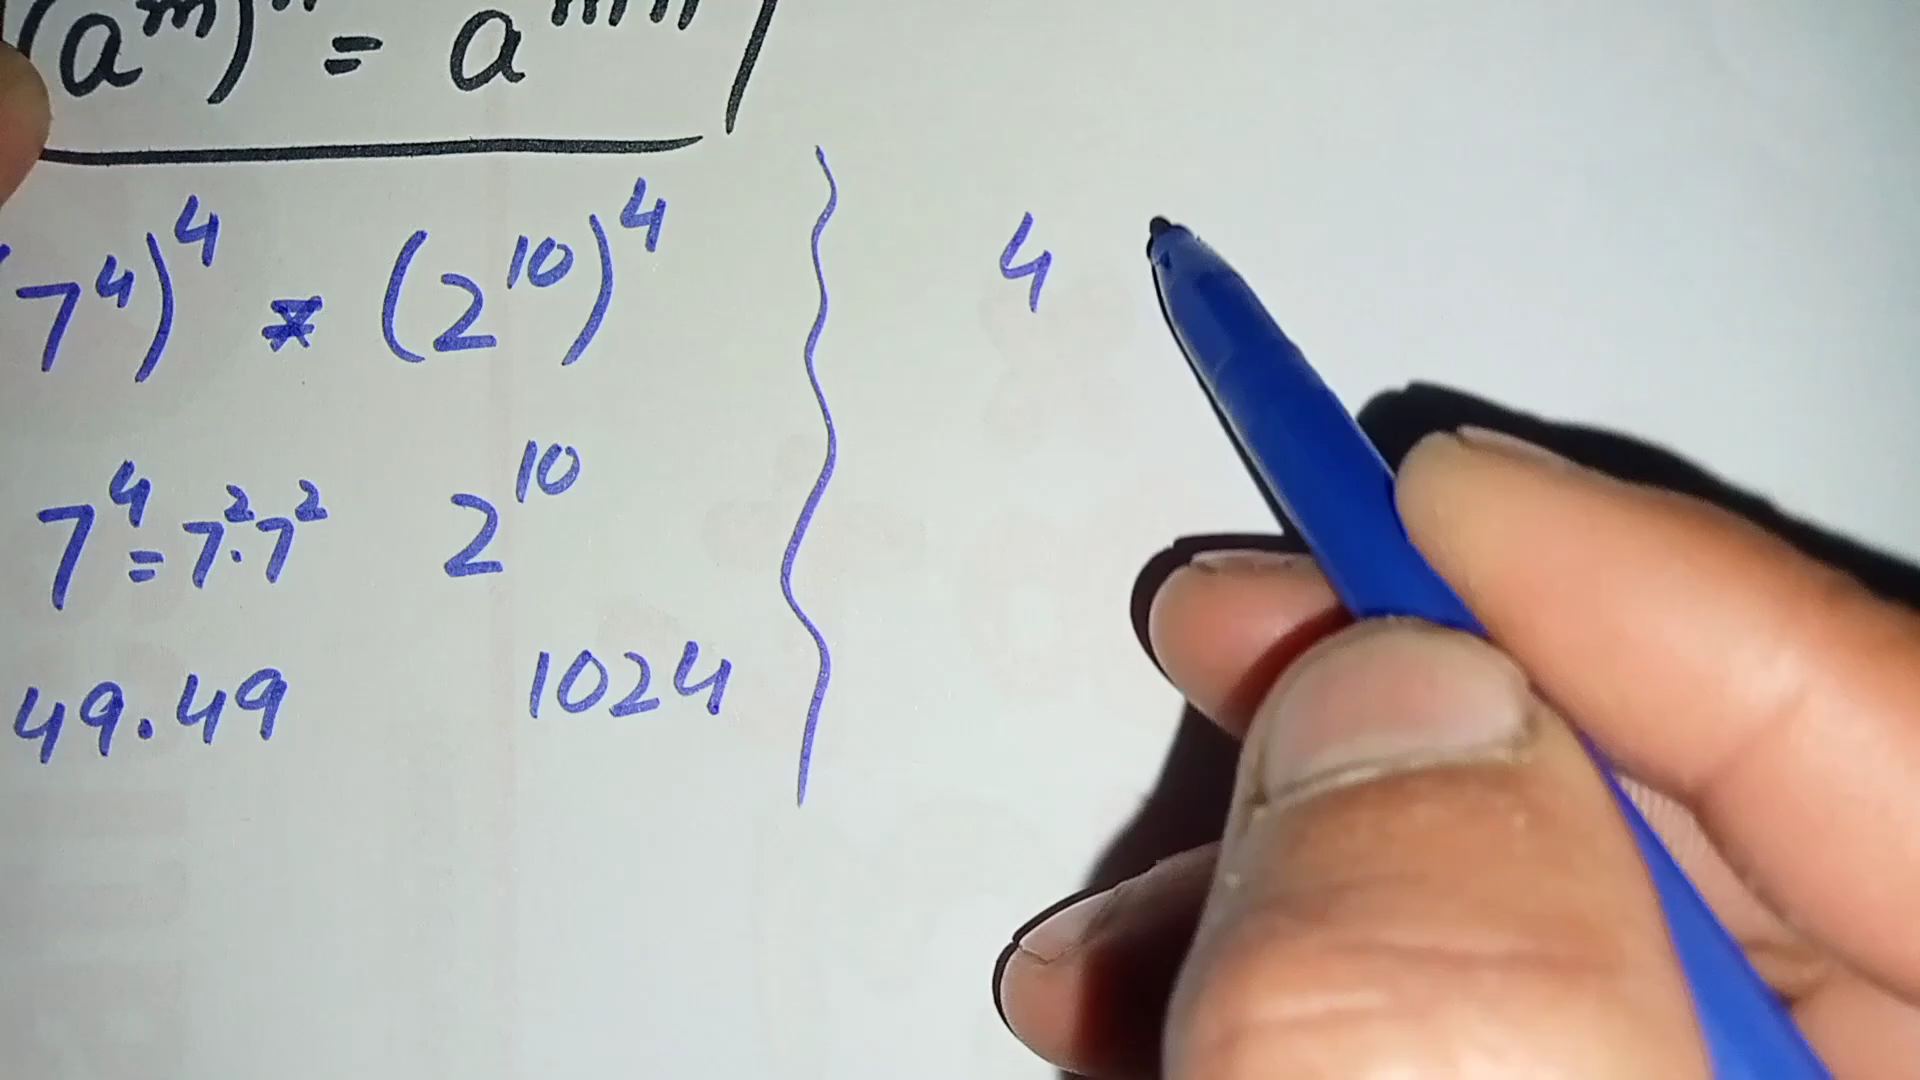 (a^m)^n = a^mn
(7^4)^4 * (2^10)^4
7^4 = 7^2.7^2 2^10
49.49 1024
4